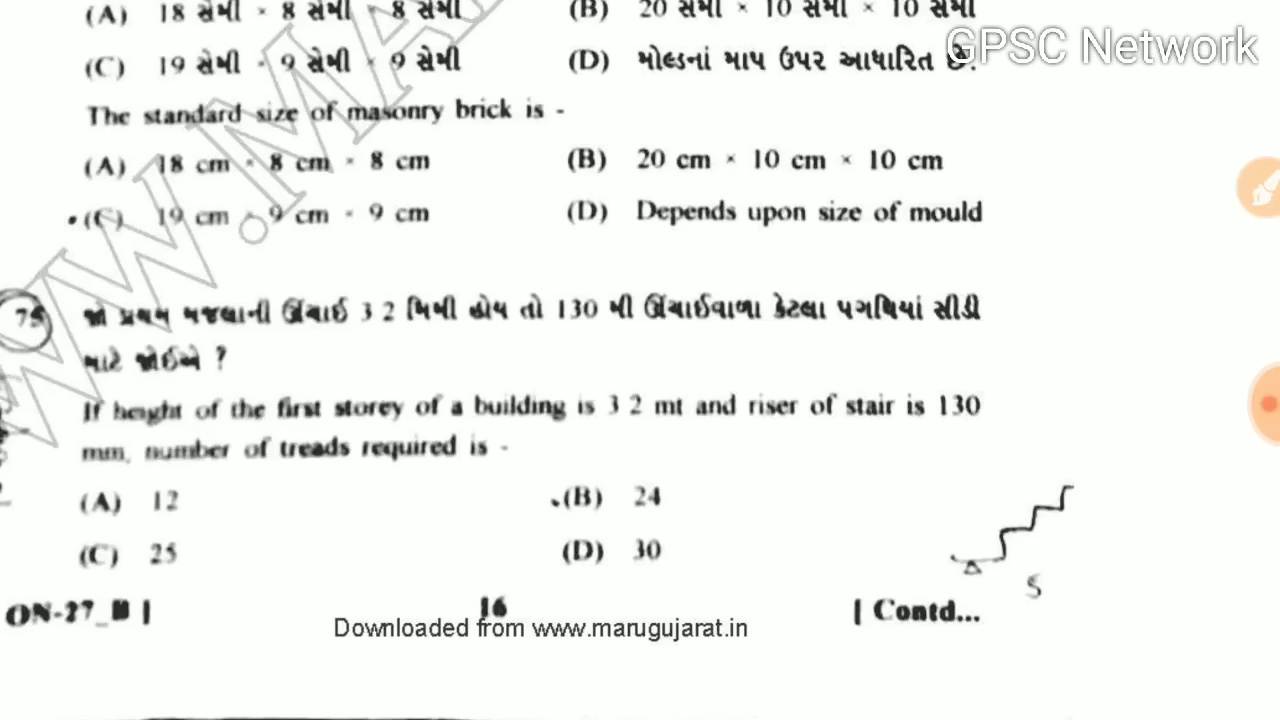 (A) 18 સેમી × 8 સેમી × 8 સેમી (B) 20 સેમી × 10 સેમી × 10 સેમી
GPSC Network
(C) 19 સેમી × 9 સેમી × 9 સેમી (D) મોલ્ડનાં માપ ઉપર આધારિત છે.
The standard size of masonry brick is -
(A) 18 cm × 8 cm × 8 cm (B) 20 cm × 10 cm × 10 cm
(C) 19 cm × 9 cm × 9 cm (D) Depends upon size of mould
75 જો પ્રથમ મજલાની ઊંચાઈ 3 2 મિમી હોય તો 130 મી ઊંચાઈવાળા કેટલા પગથિયાં સીડી
માટે જોઈએ ?
If height of the first storey of a building is 3 2 mt and riser of stair is 130
mm, number of treads required is -
(A) 12 (B) 24
(C) 25 (D) 30
5
ON-27_B ] 16 [ Contd...
Downloaded from www.marugujarat.in